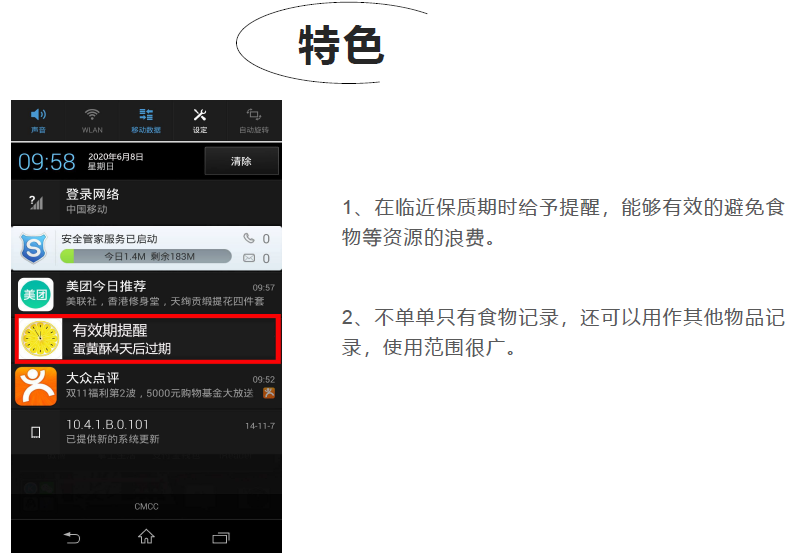 特色
声音 WLAN 移动数据 设定 自动旋转
09:58 2020年6月8日 清除
星期日
登录网络
中国移动
安全管家服务已启动 0
今日1.4M 剩余183M 0
美团
美团今日推荐 09:57
美联社，香港修身堂，天绚贡缎提花四件套
有效期提醒
蛋黄酥4天后过期
大众点评 09:52
双11福利第2波，5000元购物基金大放送
10.4.1.B.0.101 14-11-7
已提供新的系统更新
CMCC
1、在临近保质期时给予提醒，能够有效的避免食
物等资源的浪费。
2、不单单只有食物记录，还可以用作其他物品记
录，使用范围很广。